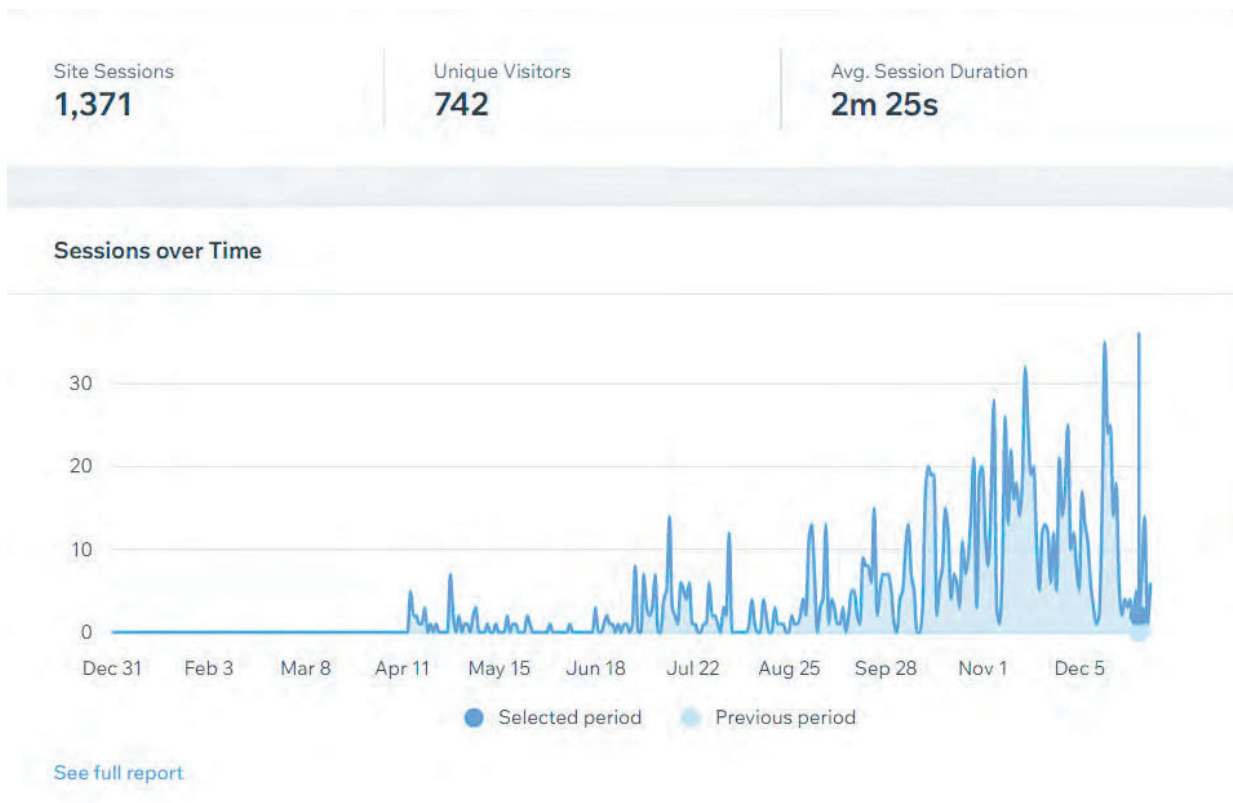 Site Sessions
1,371
Unique Visitors
742
Avg. Session Duration
2m 25s
Sessions over Time
30
20
10
0
Dec 31 Feb 3 Mar 8 Apr 11 May 15 Jun 18 Jul 22 Aug 25 Sep 28 Nov 1 Dec 5
Selected period Previous period
See full report